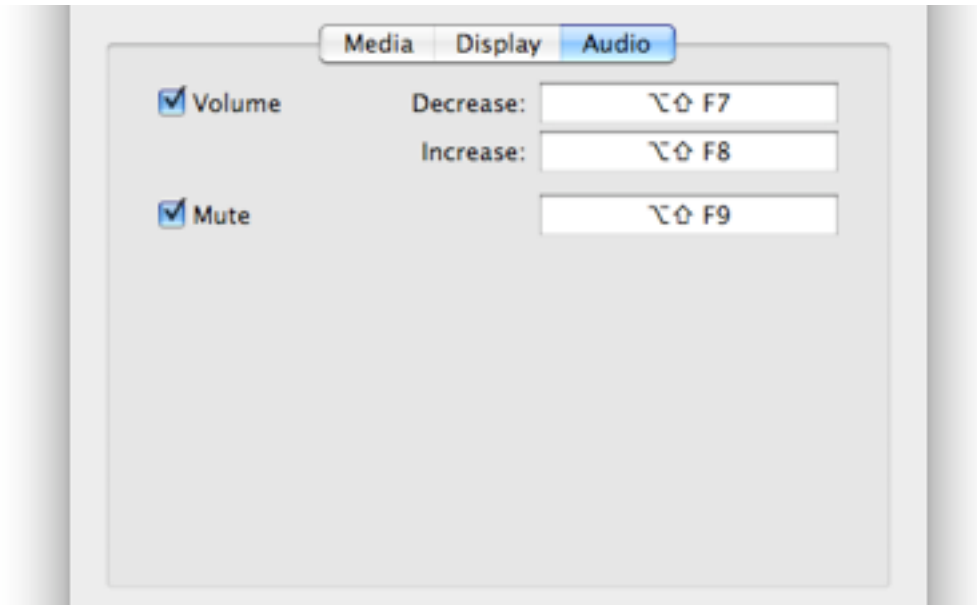 Media Display Audio
Volume Decrease: ⌥⇧ F7
Increase: ⌥⇧ F8
Mute ⌥⇧ F9